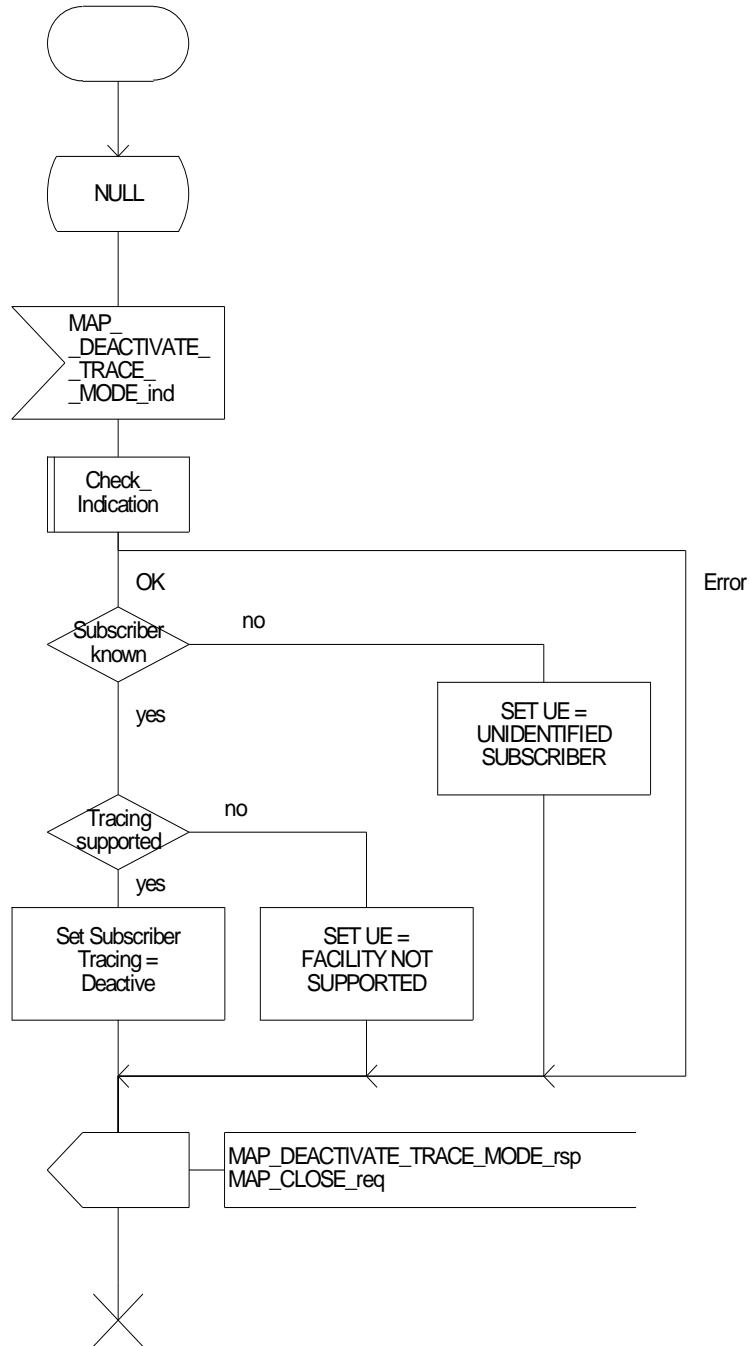 NULL
MAP_
_DEACTIVATE_
_TRACE_
_MODE_ind
Check_
Indication
OK
Error
Subscriber
known
no
yes
SET UE =
UNIDENTIFIED
SUBSCRIBER
Tracing
supported
no
yes
Set Subscriber
Tracing =
Deactive
SET UE =
FACILITY NOT
SUPPORTED
MAP_DEACTIVATE_TRACE_MODE_rsp
MAP_CLOSE_req